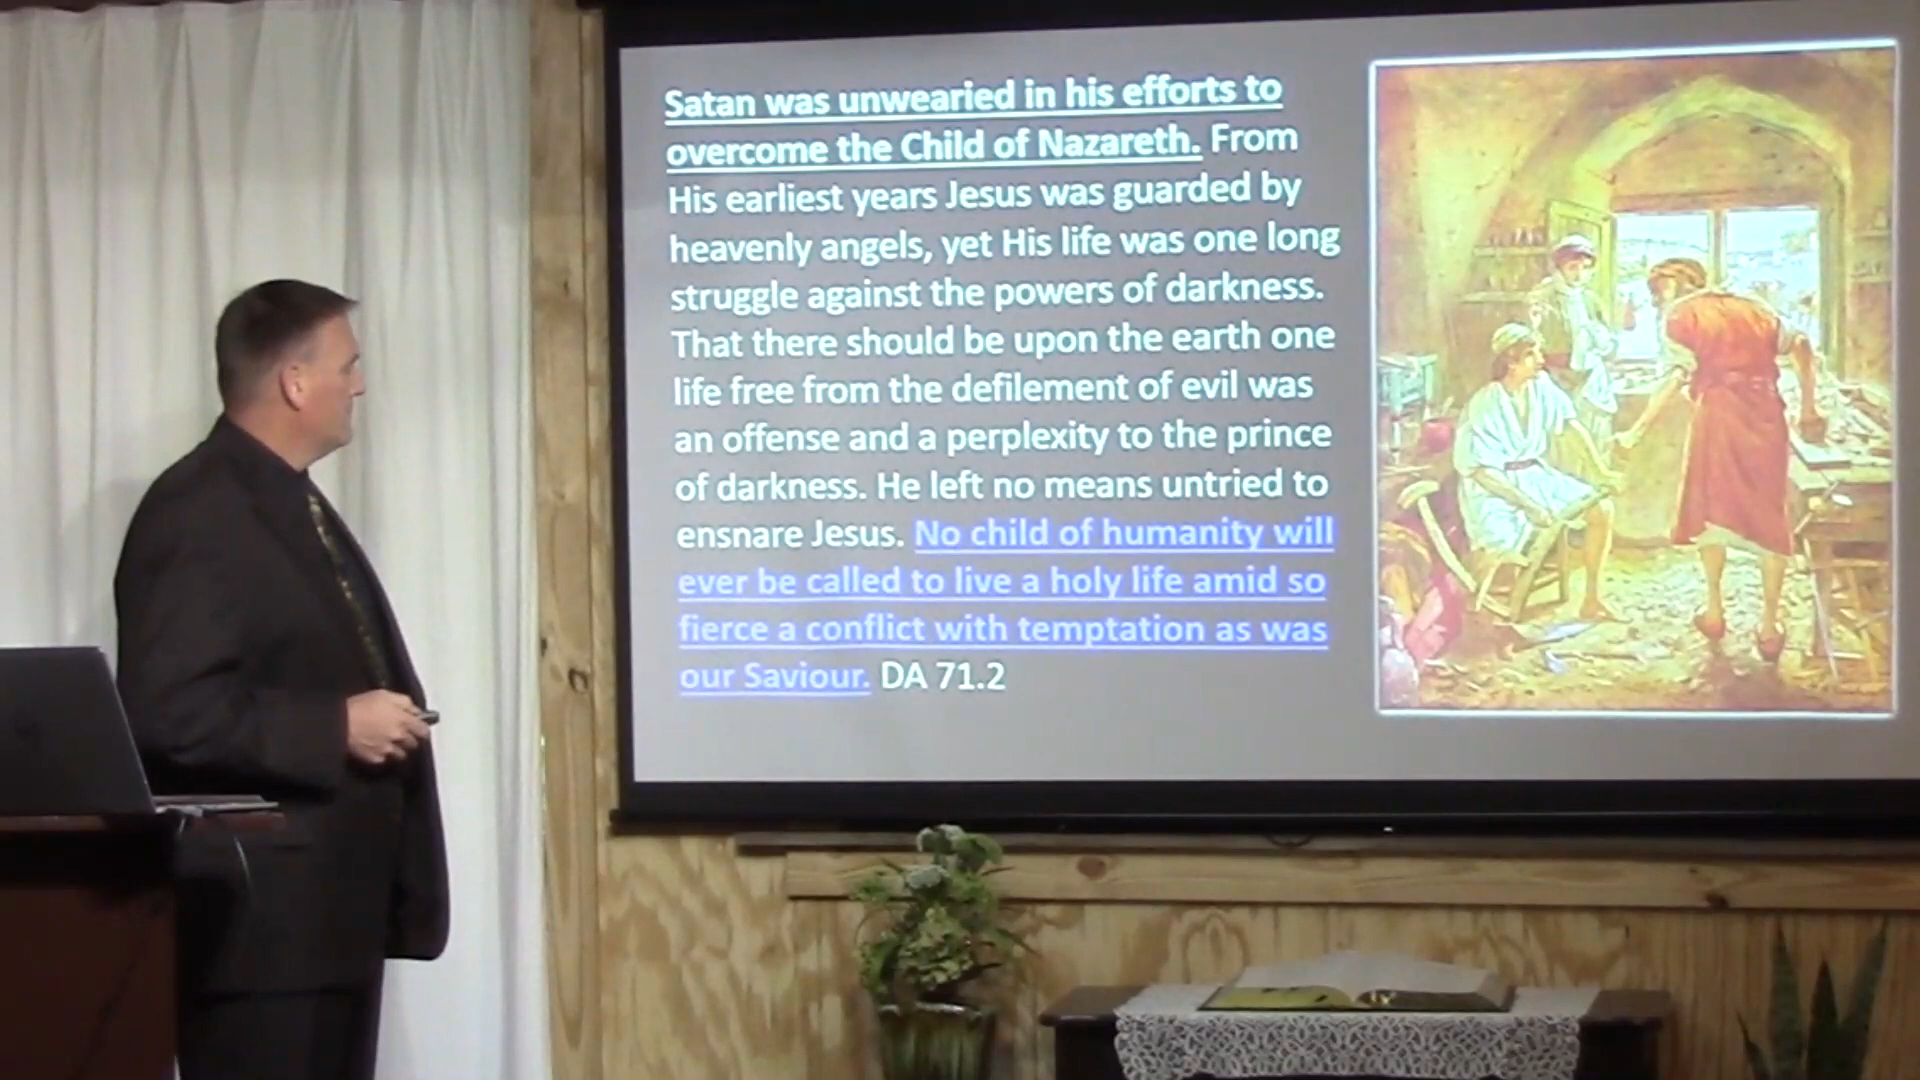 Satan was unwearied in his efforts to
overcome the Child of Nazareth. From
His earliest years Jesus was guarded by
heavenly angels, yet His life was one long
struggle against the powers of darkness.
That there should be upon the earth one
life free from the defilement of evil was
an offense and a perplexity to the prince
of darkness. He left no means untried to
ensnare Jesus. No child of humanity will
ever be called to live a holy life amid so
fierce a conflict with temptation as was
our Saviour. DA 71.2